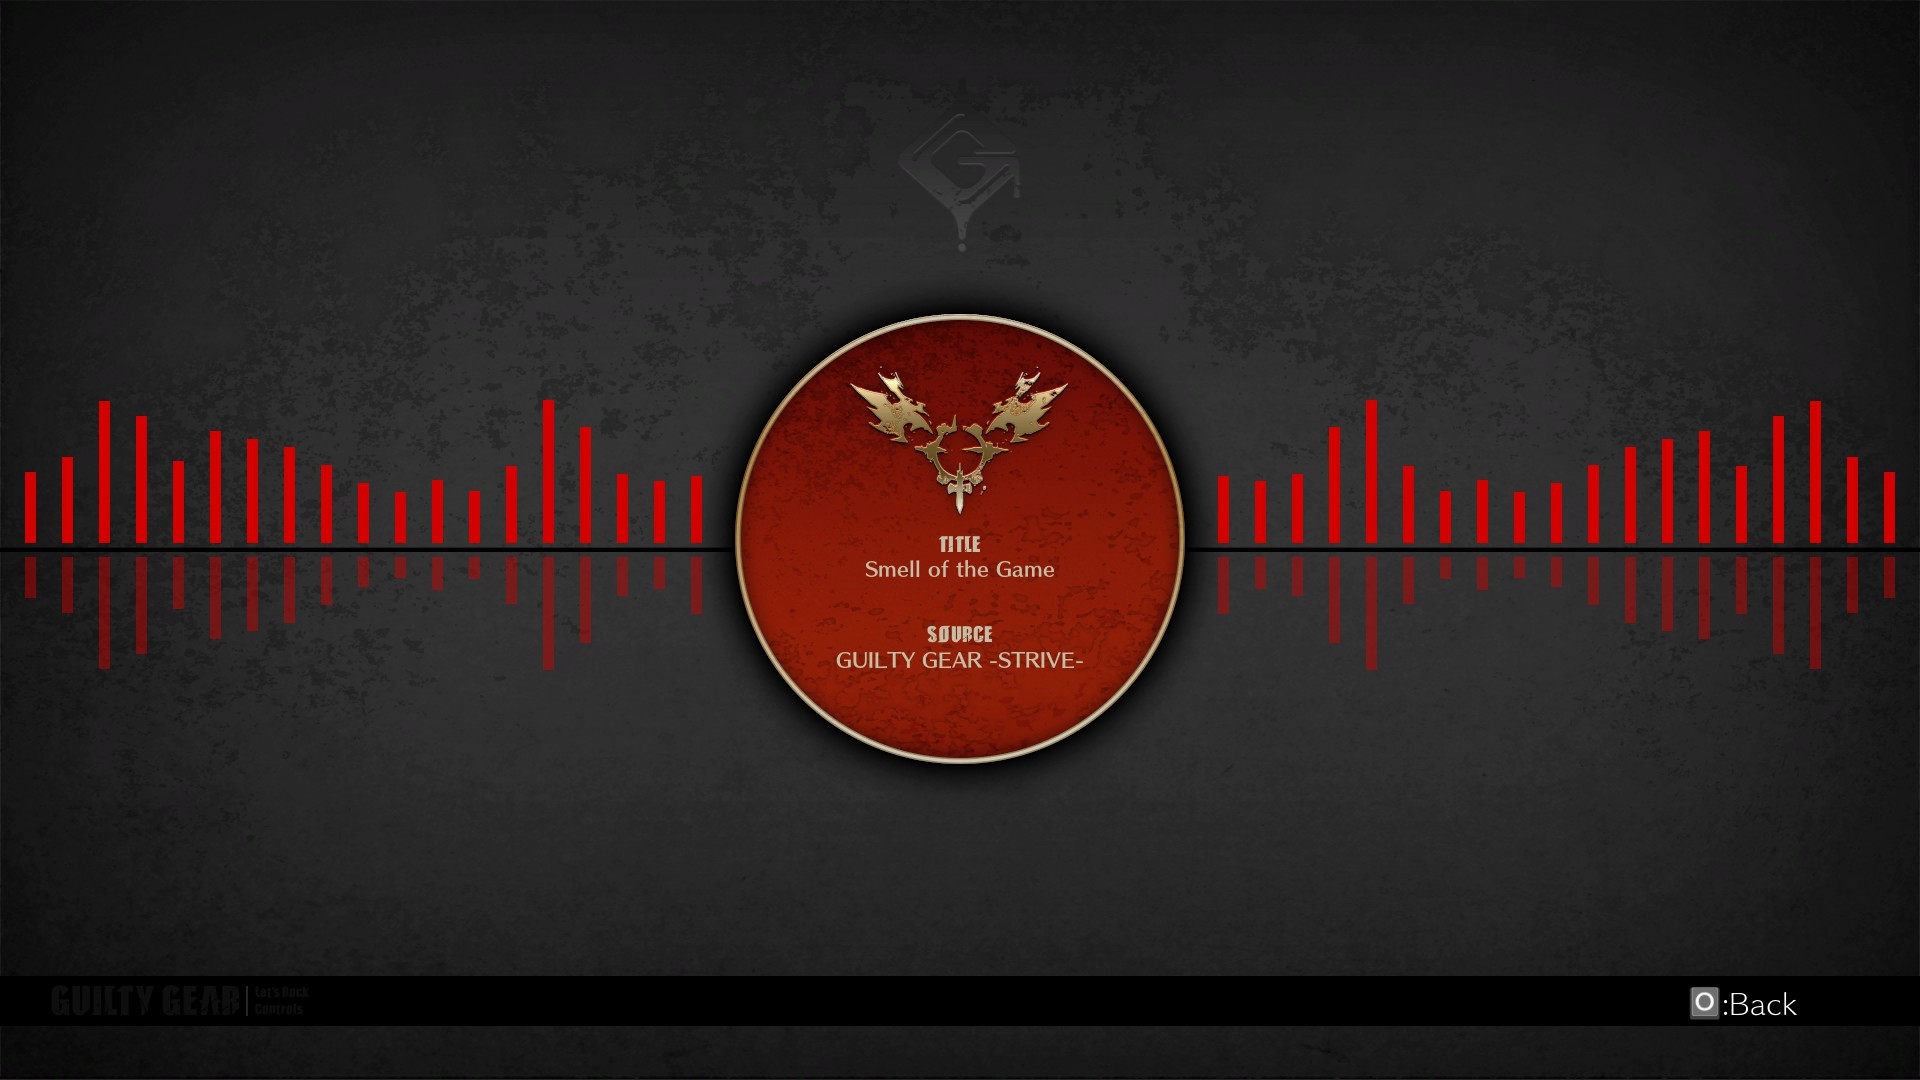 TITLE
Smell of the Game
SØURCE
GUILTY GEAR -STRIVE-
GUILTY GEAR
Let's Rock
Controls
O:Back